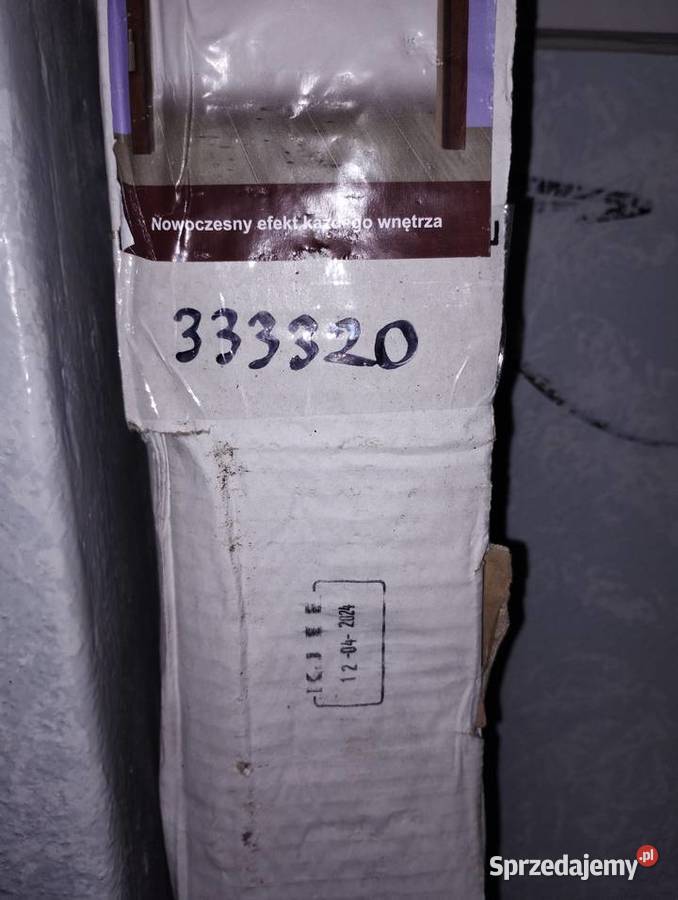 Nowoczesny efekt każdego wnętrza
333320
12-04-2024
Sprzedajemy.pl